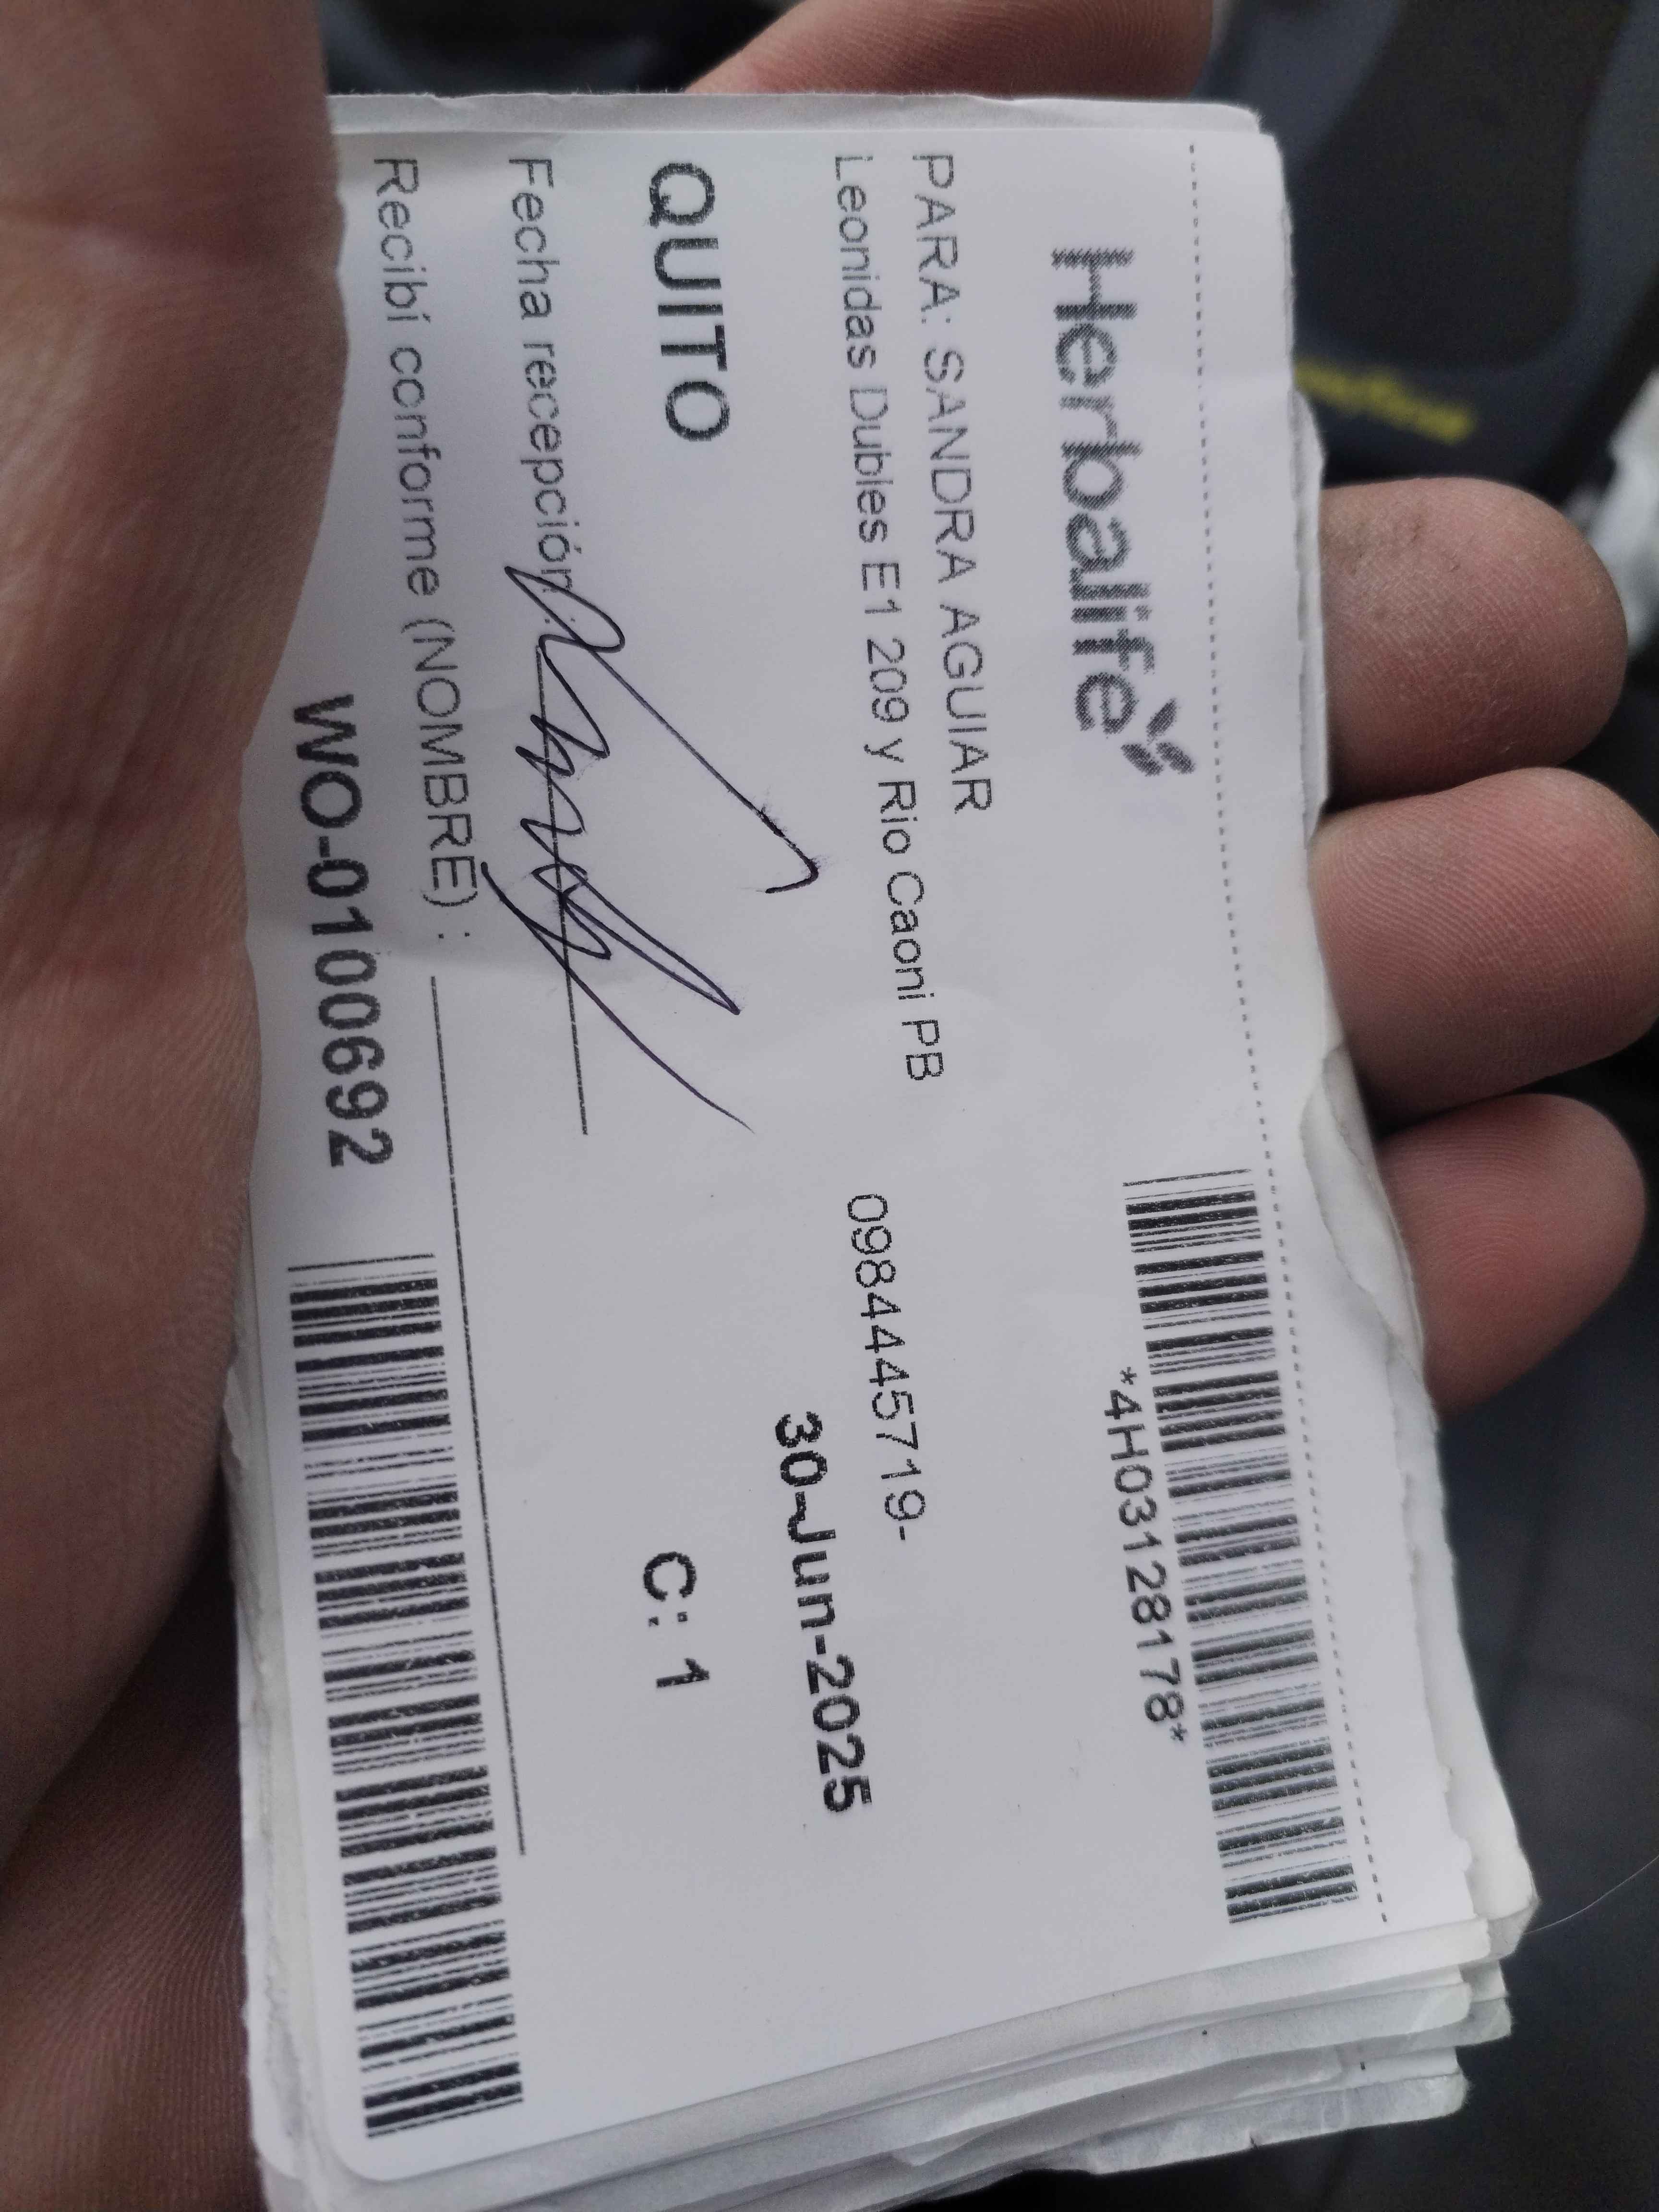 Herbalife
*4H03128178*
PARA: SANDRA AGUIAR
Leonidas Dubles E1 209 y Rio Caoni PB
0984445719-
30-Jun-2025
QUITO
C: 1
Fecha recepción:
Recibí conforme (NOMBRE) :
WO-0100692